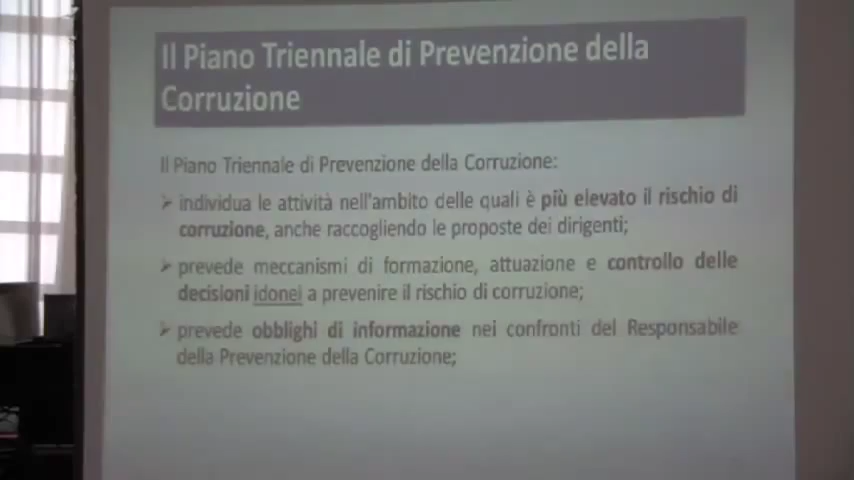 Il Piano Triennale di Prevenzione della
Corruzione
Il Piano Triennale di Prevenzione della Corruzione:
➢ individua le attività nell'ambito delle quali è più elevato il rischio di
corruzione, anche raccogliendo le proposte dei dirigenti;
➢ prevede meccanismi di formazione, attuazione e controllo delle
decisioni idonei a prevenire il rischio di corruzione;
➢ prevede obblighi di informazione nei confronti del Responsabile
della Prevenzione della Corruzione;